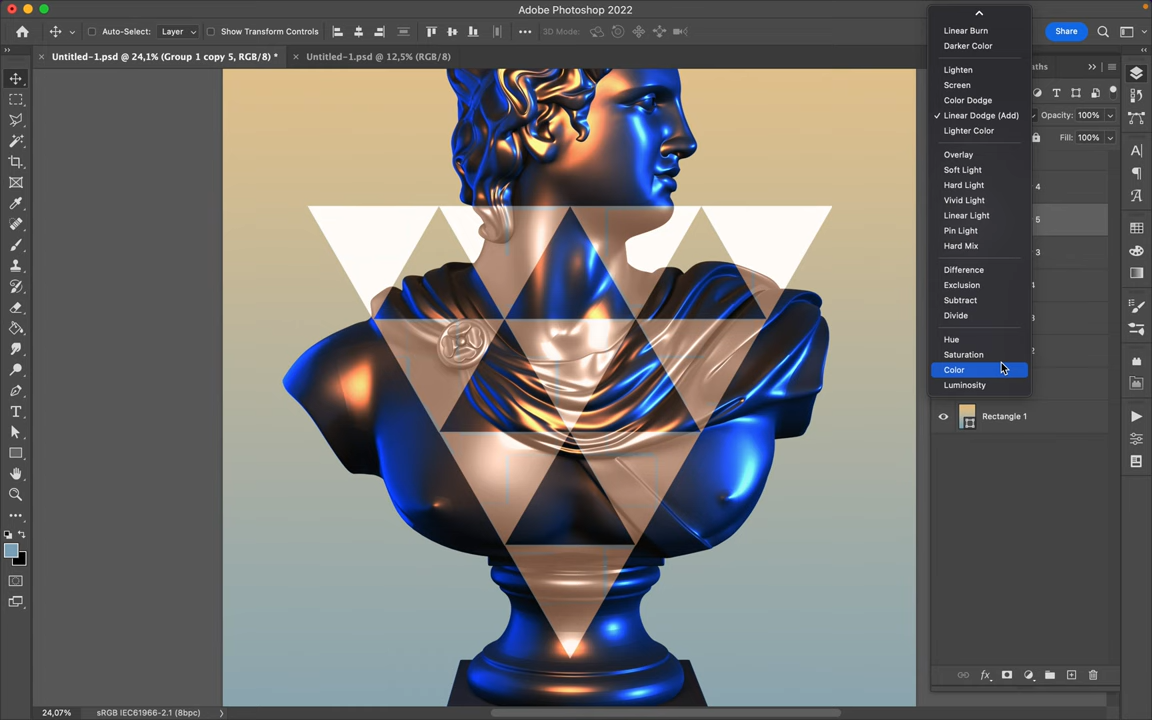 Adobe Photoshop 2022
Auto-Select: Layer Show Transform Controls 3D Mode: Share
Untitled-1.psd @ 24,1% (Group 1 copy 5, RGB/8) * Untitled-1.psd @ 12,5% (RGB/8)
Linear Burn
Darker Color
Lighten
Screen
Color Dodge
Linear Dodge (Add)
Lighter Color
Overlay
Soft Light
Hard Light
Vivid Light
Linear Light
Pin Light
Hard Mix
Difference
Exclusion
Subtract
Divide
Hue
Saturation
Color
Luminosity
Opacity: 100%
Fill: 100%
4
5
3
Rectangle 1
fx
24,07% sRGB IEC61966-2.1 (8bpc)